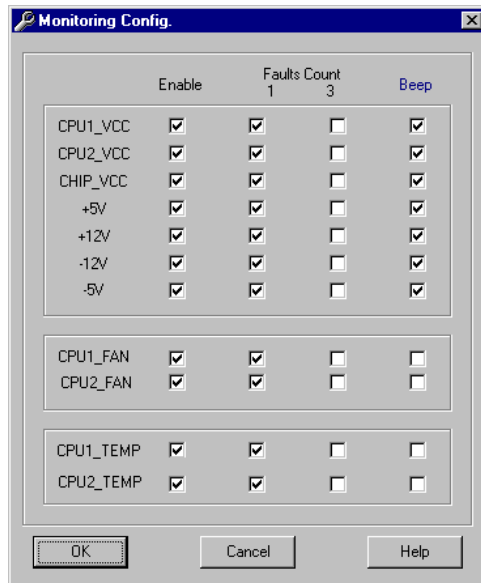 Monitoring Config.
Enable Faults Count Beep
1 3
CPU1_VCC
CPU2_VCC
CHIP_VCC
+5V
+12V
-12V
-5V
CPU1_FAN
CPU2_FAN
CPU1_TEMP
CPU2_TEMP
OK Cancel Help